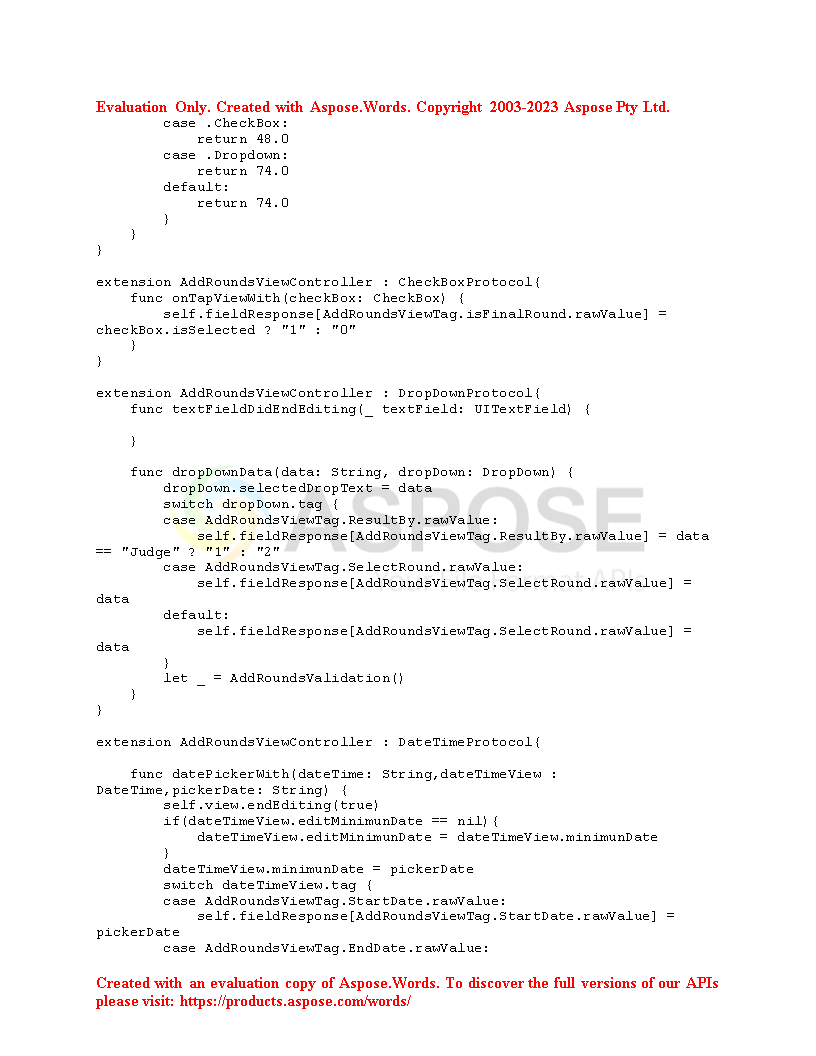 Evaluation Only. Created with Aspose.Words. Copyright 2003-2023 Aspose Pty Ltd.
        case .CheckBox:
            return 48.0
        case .Dropdown:
            return 74.0
        default:
            return 74.0
        }
    }
}

extension AddRoundsViewController : CheckBoxProtocol{
    func onTapViewWith(checkBox: CheckBox) {
        self.fieldResponse[AddRoundsViewTag.isFinalRound.rawValue] =
checkBox.isSelected ? "1" : "0"
    }
}

extension AddRoundsViewController : DropDownProtocol{
    func textFieldDidEndEditing(_ textField: UITextField) {

    }

    func dropDownData(data: String, dropDown: DropDown) {
        dropDown.selectedDropText = data
        switch dropDown.tag {
        case AddRoundsViewTag.ResultBy.rawValue:
            self.fieldResponse[AddRoundsViewTag.ResultBy.rawValue] = data
== "Judge" ? "1" : "2"
        case AddRoundsViewTag.SelectRound.rawValue:
            self.fieldResponse[AddRoundsViewTag.SelectRound.rawValue] =
data
        default:
            self.fieldResponse[AddRoundsViewTag.SelectRound.rawValue] =
data
        }
        let _ = AddRoundsValidation()
    }
}

extension AddRoundsViewController : DateTimeProtocol{

    func datePickerWith(dateTime: String,dateTimeView :
DateTime,pickerDate: String) {
        self.view.endEditing(true)
        if(dateTimeView.editMinimunDate == nil){
            dateTimeView.editMinimunDate = dateTimeView.minimunDate
        }
        dateTimeView.minimunDate = pickerDate
        switch dateTimeView.tag {
        case AddRoundsViewTag.StartDate.rawValue:
            self.fieldResponse[AddRoundsViewTag.StartDate.rawValue] =
pickerDate
        case AddRoundsViewTag.EndDate.rawValue:

ASPOSE
Created with an evaluation copy of Aspose.Words. To discover the full versions of our APIs
please visit: https://products.aspose.com/words/